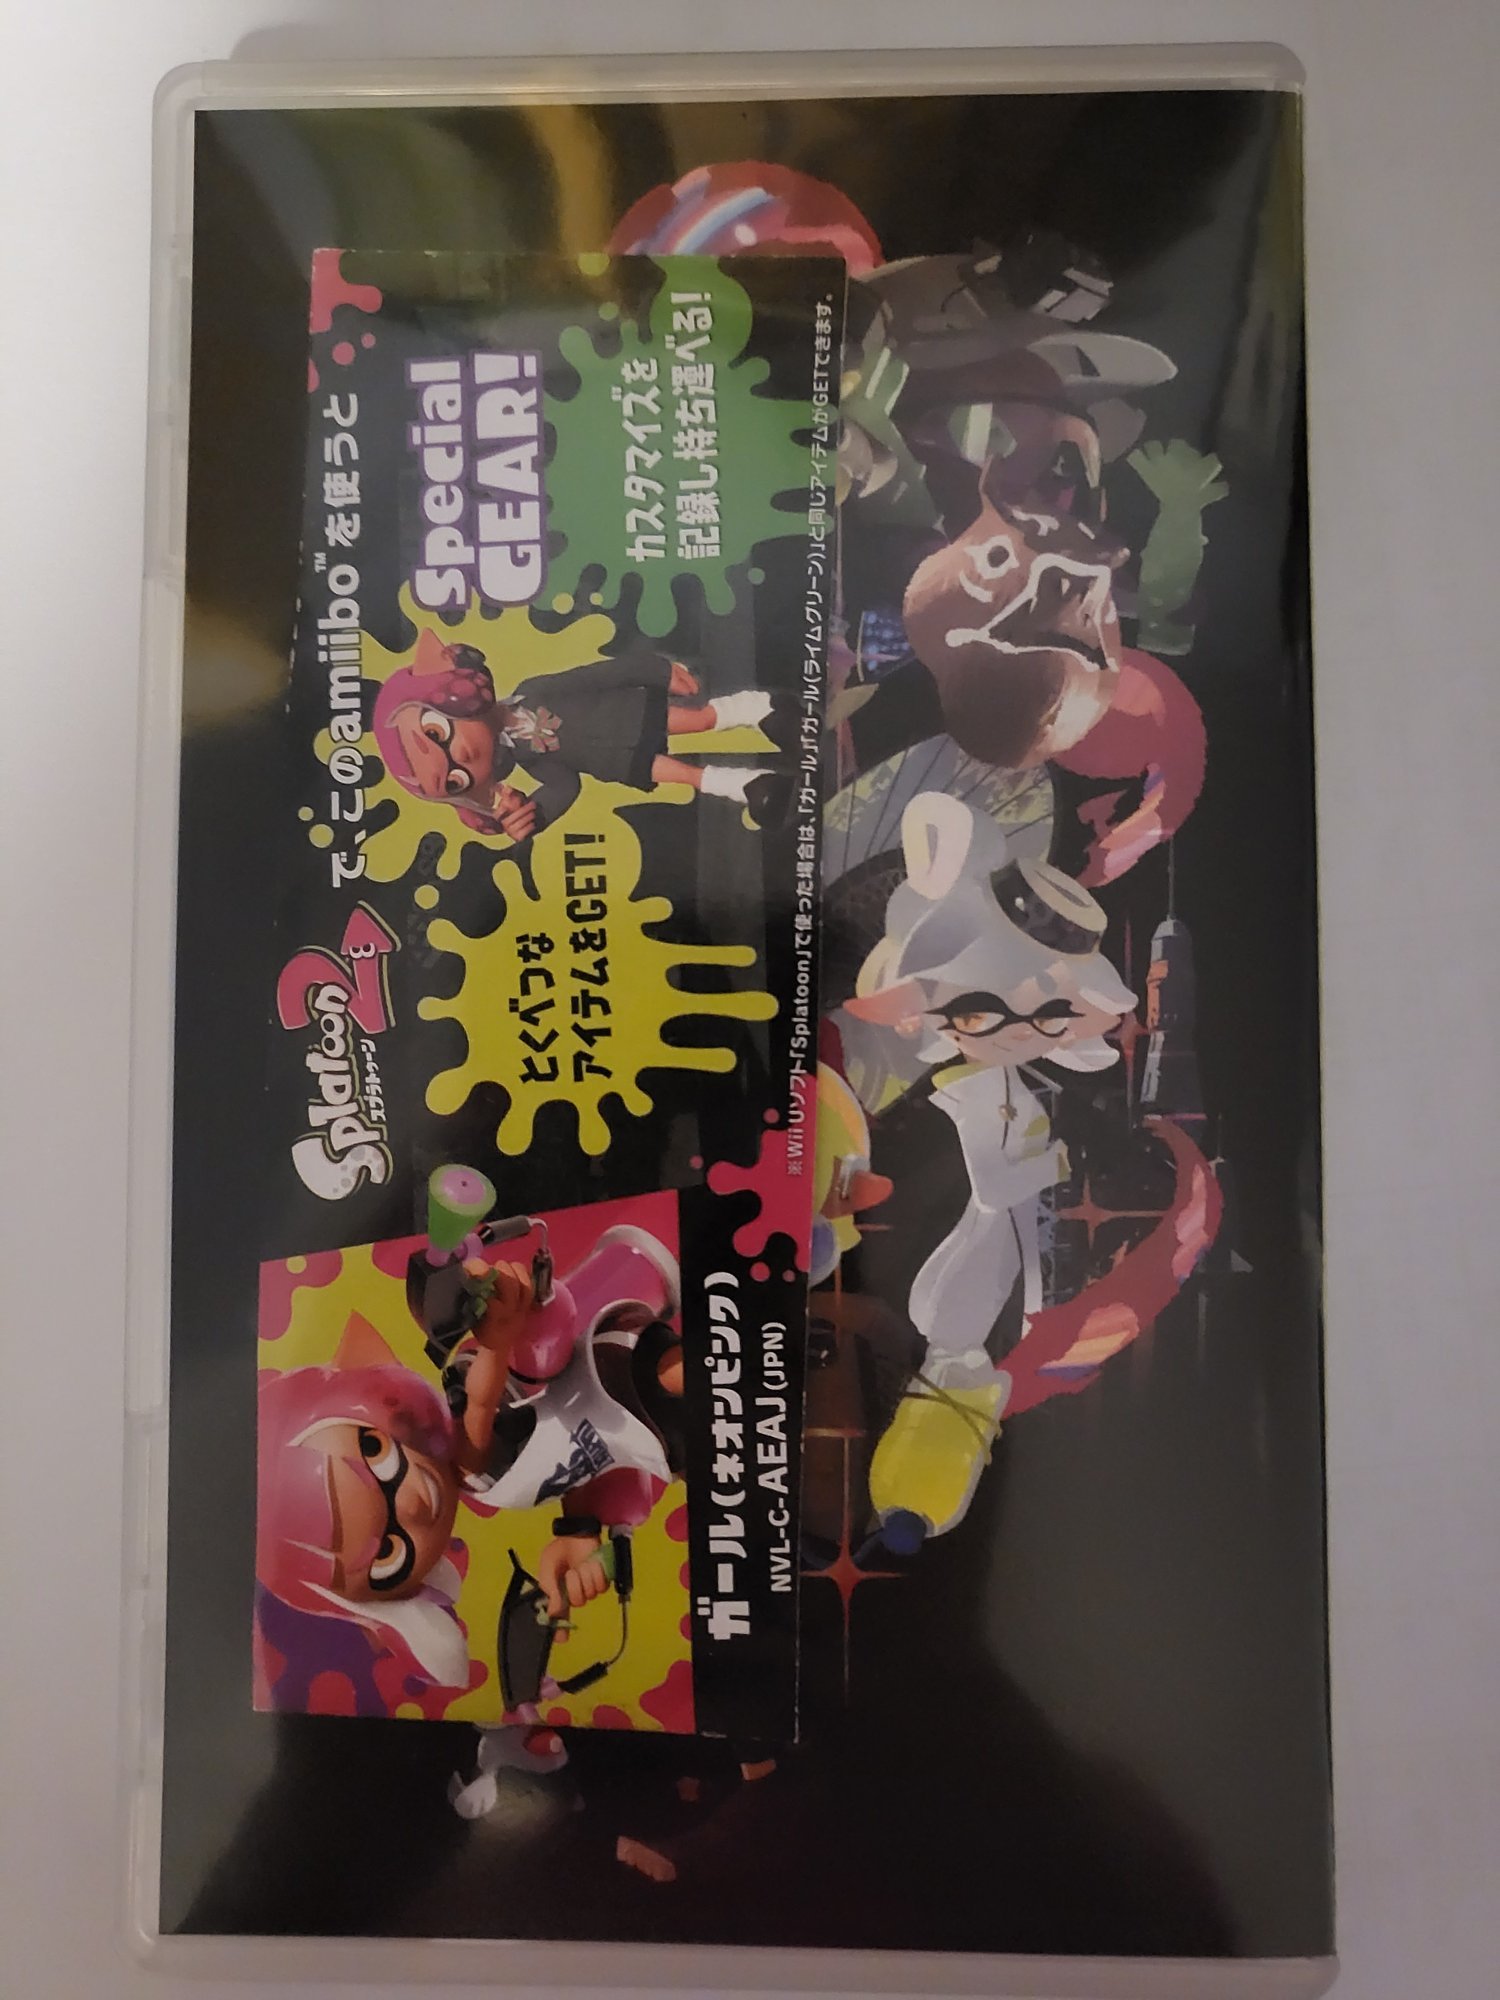 Splatoon 2
スプラトゥーン
で、このamiibo™を使うと
とくべつな
アイテムをGET!
Special
GEAR!
カスタマイズを
記録し持ち運べる!
ガール(ネオンピンク)
NVL-C-AEAJ(JPN)
※Wii Uソフト「Splatoon」で使った場合は、「ガール」「ガール(ライムグリーン)」と同じアイテムがGETできます。